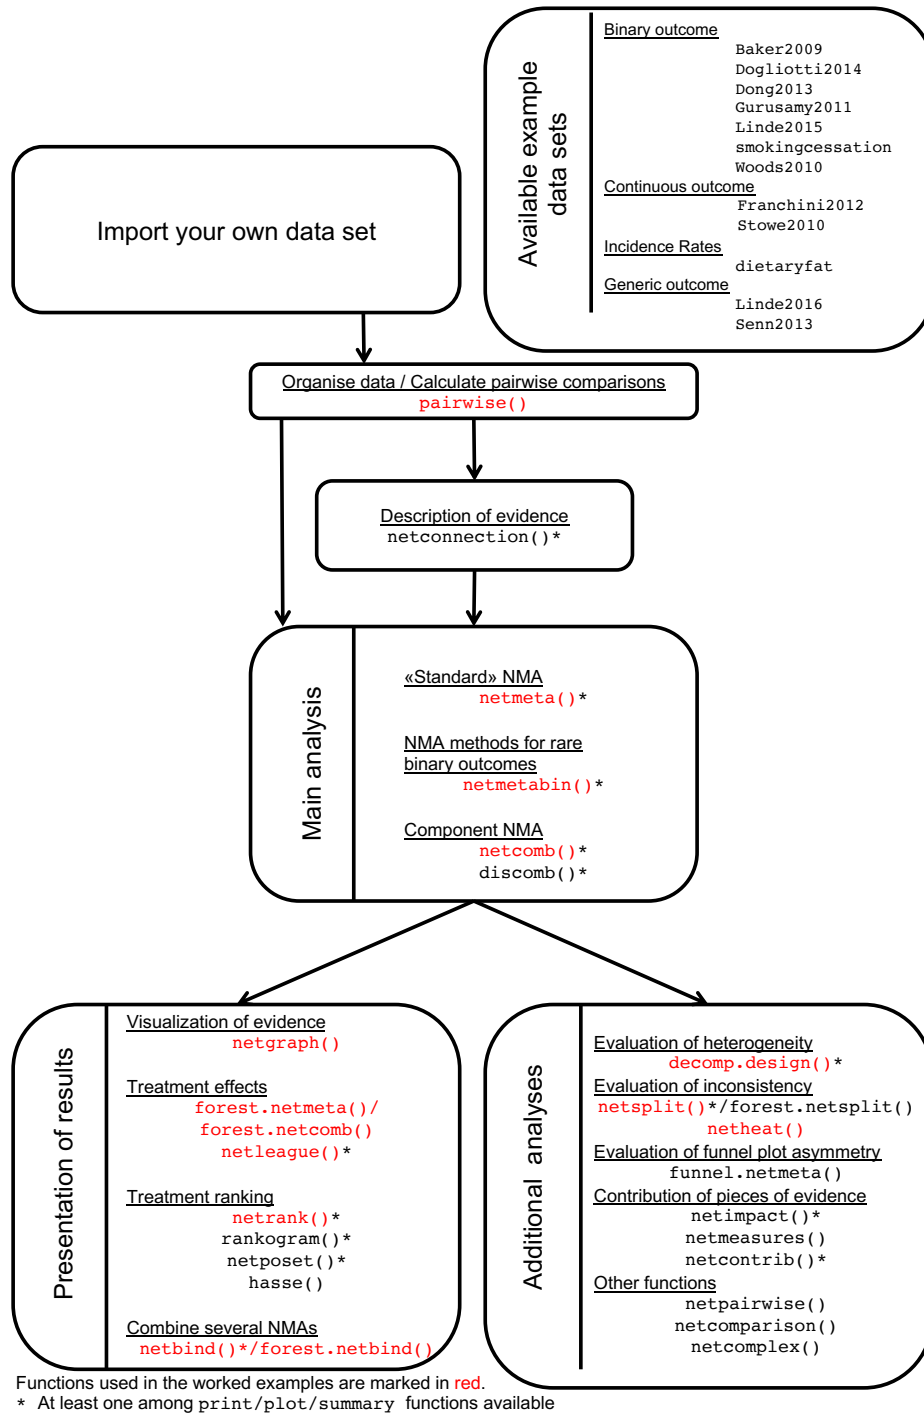 Import your own data set
Available example
data sets
Binary outcome
Baker2009
Dogliotti2014
Dong2013
Gurusamy2011
Linde2015
smokingcessation
Woods2010
Continuous outcome
Franchini2012
Stowe2010
Incidence Rates
dietaryfat
Generic outcome
Linde2016
Senn2013
Organise data / Calculate pairwise comparisons
pairwise()
Description of evidence
netconnection()*
Main analysis
«Standard» NMA
netmeta()*
NMA methods for rare
binary outcomes
netmetabin()*
Component NMA
netcomb()*
discomb()*
Presentation of results
Visualization of evidence
netgraph()
Treatment effects
forest.netmeta()/
forest.netcomb()
netleague()*
Treatment ranking
netrank()*
rankogram()*
netposet()*
hasse()
Combine several NMAs
netbind()*/forest.netbind()
Additional analyses
Evaluation of heterogeneity
decomp.design()*
Evaluation of inconsistency
netsplit()*/forest.netsplit()
netheat()
Evaluation of funnel plot asymmetry
funnel.netmeta()
Contribution of pieces of evidence
netimpact()*
netmeasures()
netcontrib()*
Other functions
netpairwise()
netcomparison()
netcomplex()
Functions used in the worked examples are marked in red.
* At least one among print/plot/summary functions available